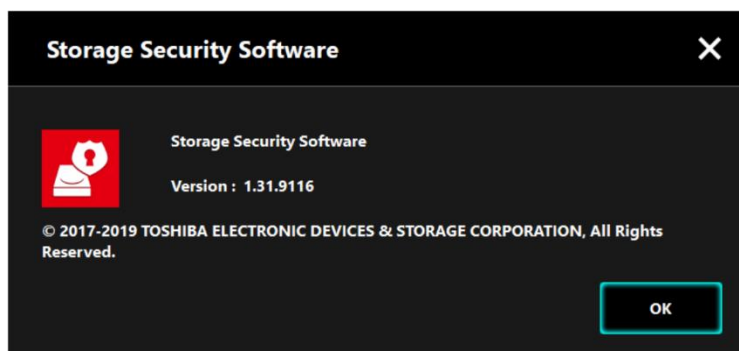 Storage Security Software
Storage Security Software
Version : 1.31.9116
© 2017-2019 TOSHIBA ELECTRONIC DEVICES & STORAGE CORPORATION, All Rights
Reserved.
OK